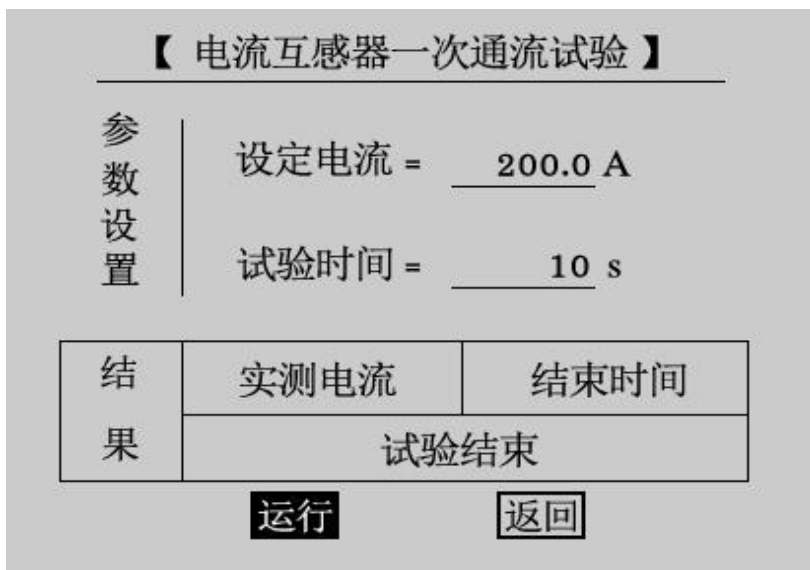 【 电流互感器一次通流试验 】
参数设置
设定电流 = 200.0 A
试验时间 = 10 s
结果
实测电流 结束时间
试验结束
运行 返回